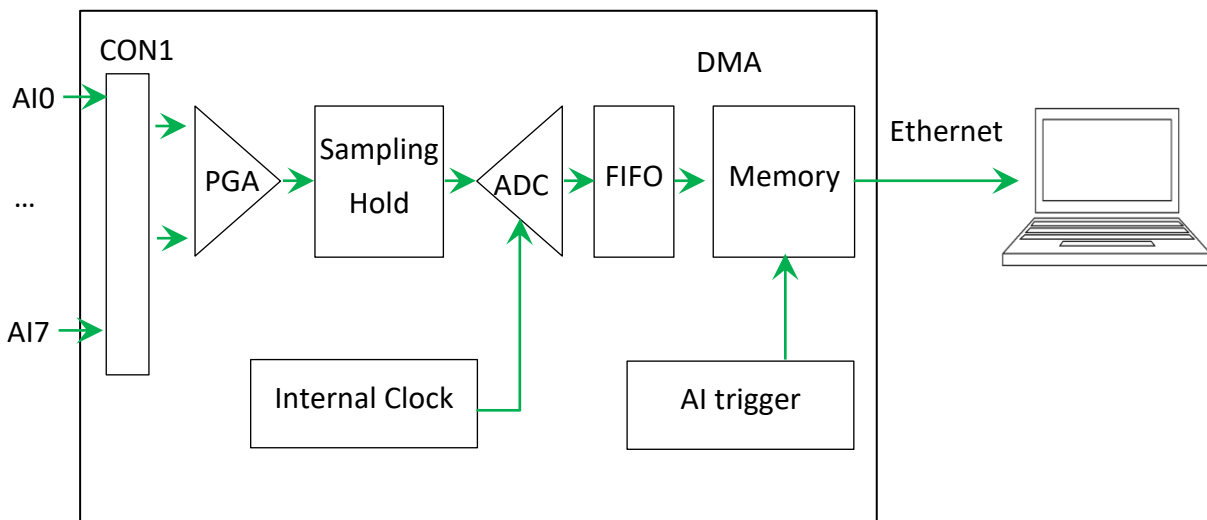 CON1
DMA
AI0
...
AI7
PGA
Sampling
Hold
ADC
FIFO
Memory
Ethernet
Internal Clock
AI trigger